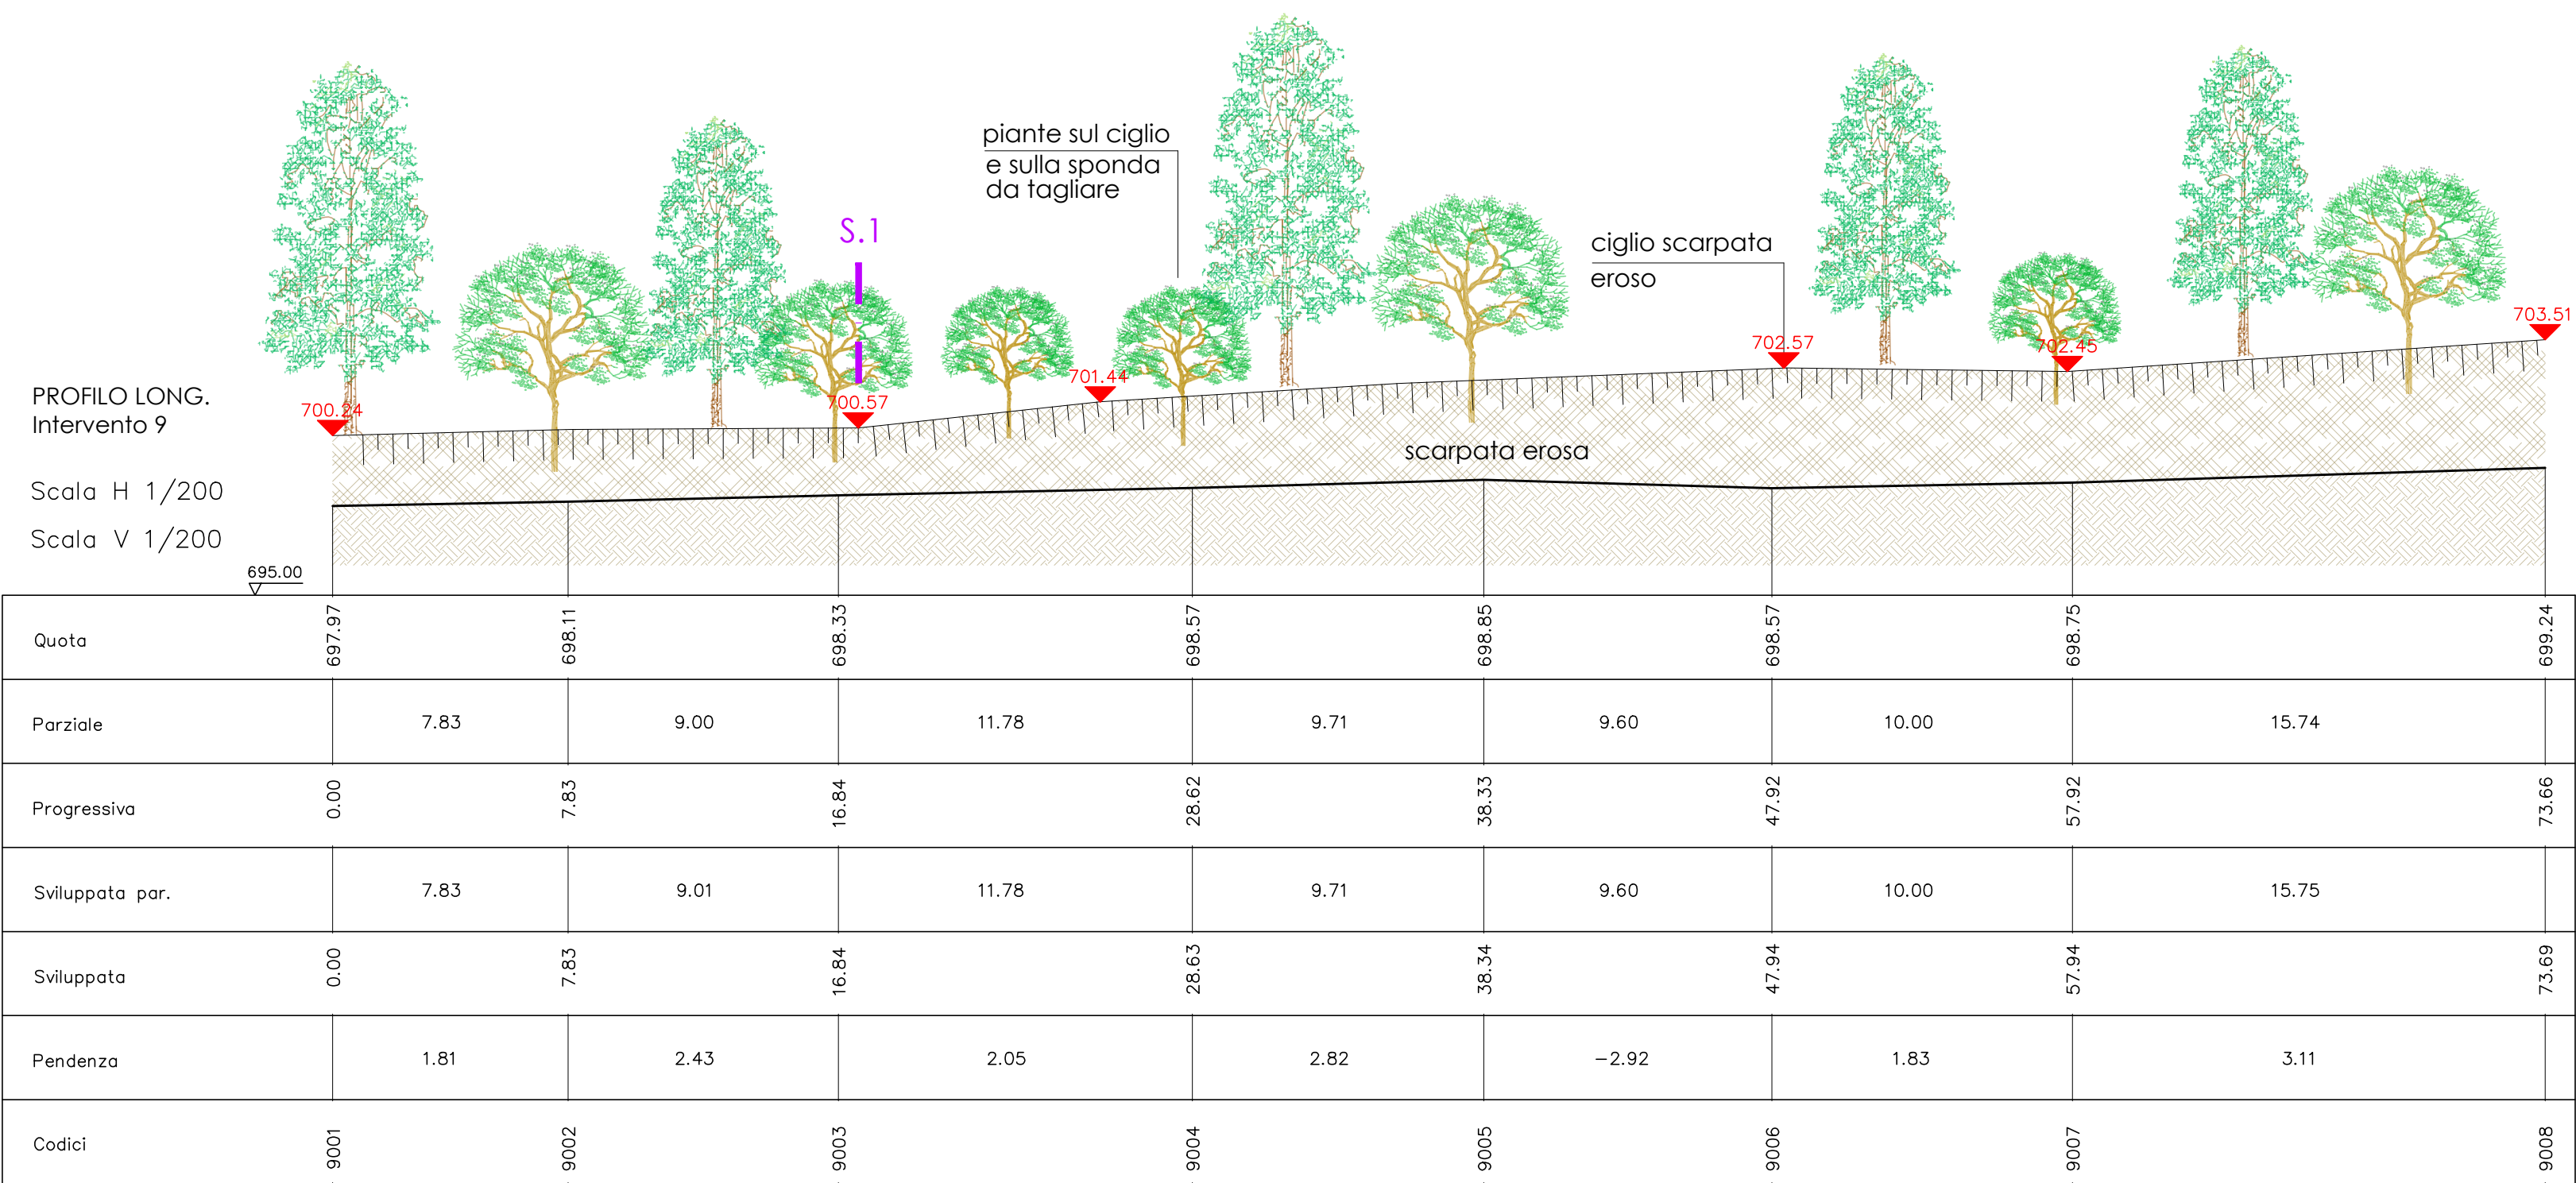 piante sul ciglio
e sulla sponda
da tagliare
S.1
ciglio scarpata
eroso
703.51
702.57
702.45
701.44
700.24
700.57
PROFILO LONG.
Intervento 9
scarpata erosa
Scala H 1/200
Scala V 1/200
695.00
Quota 697.97 698.11 698.33 698.57 698.85 698.57 698.75 699.24
Parziale 7.83 9.00 11.78 9.71 9.60 10.00 15.74
Progressiva 0.00 7.83 16.84 28.62 38.33 47.92 57.92 73.66
Sviluppata par. 7.83 9.01 11.78 9.71 9.60 10.00 15.75
Sviluppata 0.00 7.83 16.84 28.63 38.34 47.94 57.94 73.69
Pendenza 1.81 2.43 2.05 2.82 -2.92 1.83 3.11
Codici 9001 9002 9003 9004 9005 9006 9007 9008